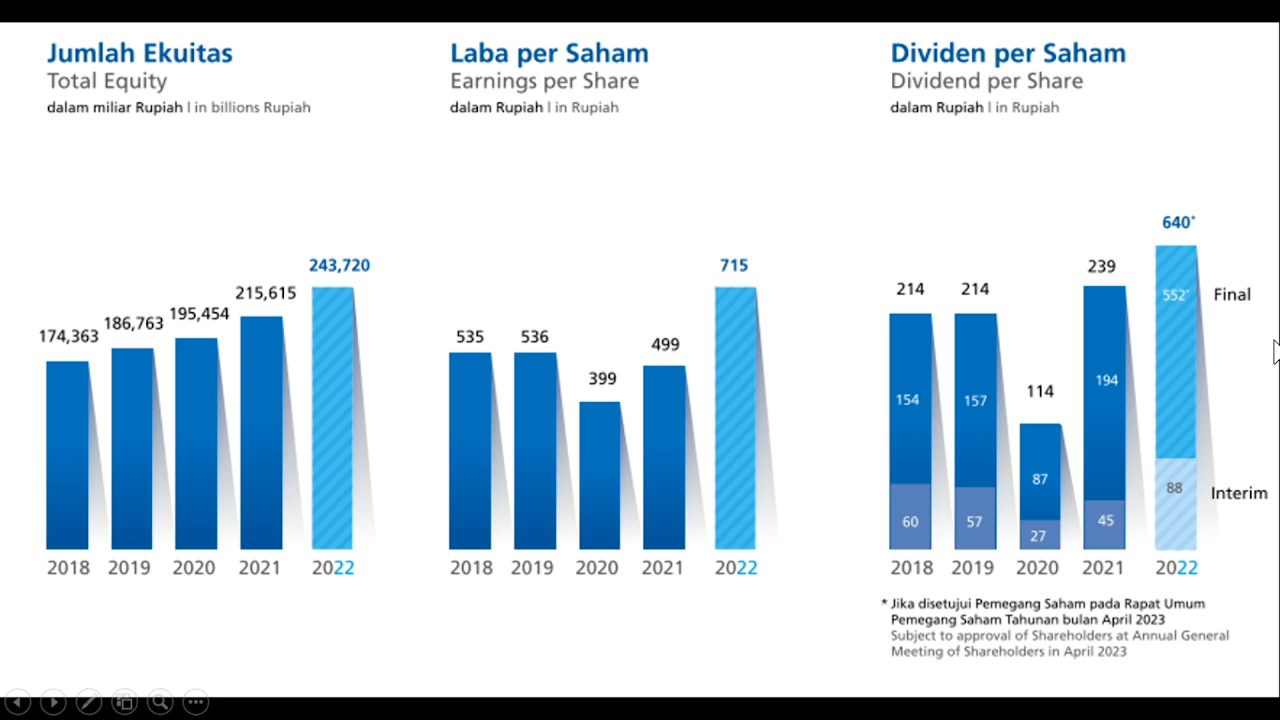 Jumlah Ekuitas
Total Equity
dalam miliar Rupiah | in billions Rupiah
174,363
186,763
195,454
215,615
243,720
2018
2019
2020
2021
2022
Laba per Saham
Earnings per Share
dalam Rupiah | in Rupiah
535
536
399
499
715
2018
2019
2020
2021
2022
Dividen per Saham
Dividend per Share
dalam Rupiah | in Rupiah
214
214
114
239
640*
154
157
87
194
552*
Final
60
57
27
45
88
Interim
2018
2019
2020
2021
2022
* Jika disetujui Pemegang Saham pada Rapat Umum
Pemegang Saham Tahunan bulan April 2023
Subject to approval of Shareholders at Annual General
Meeting of Shareholders in April 2023